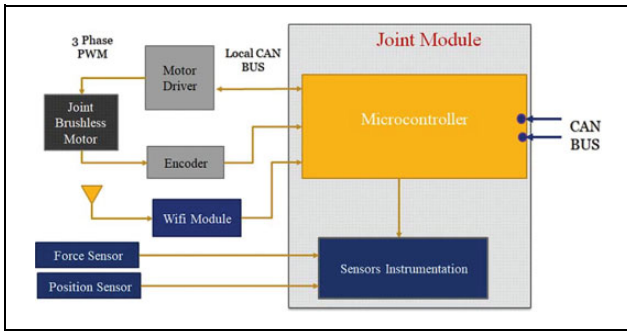 3 Phase
PWM
Local CAN
BUS
Joint Module
Motor
Driver
Joint
Brushless
Motor
Microcontroller
CAN
BUS
Encoder
Wifi Module
Force Sensor
Position Sensor
Sensors Instrumentation